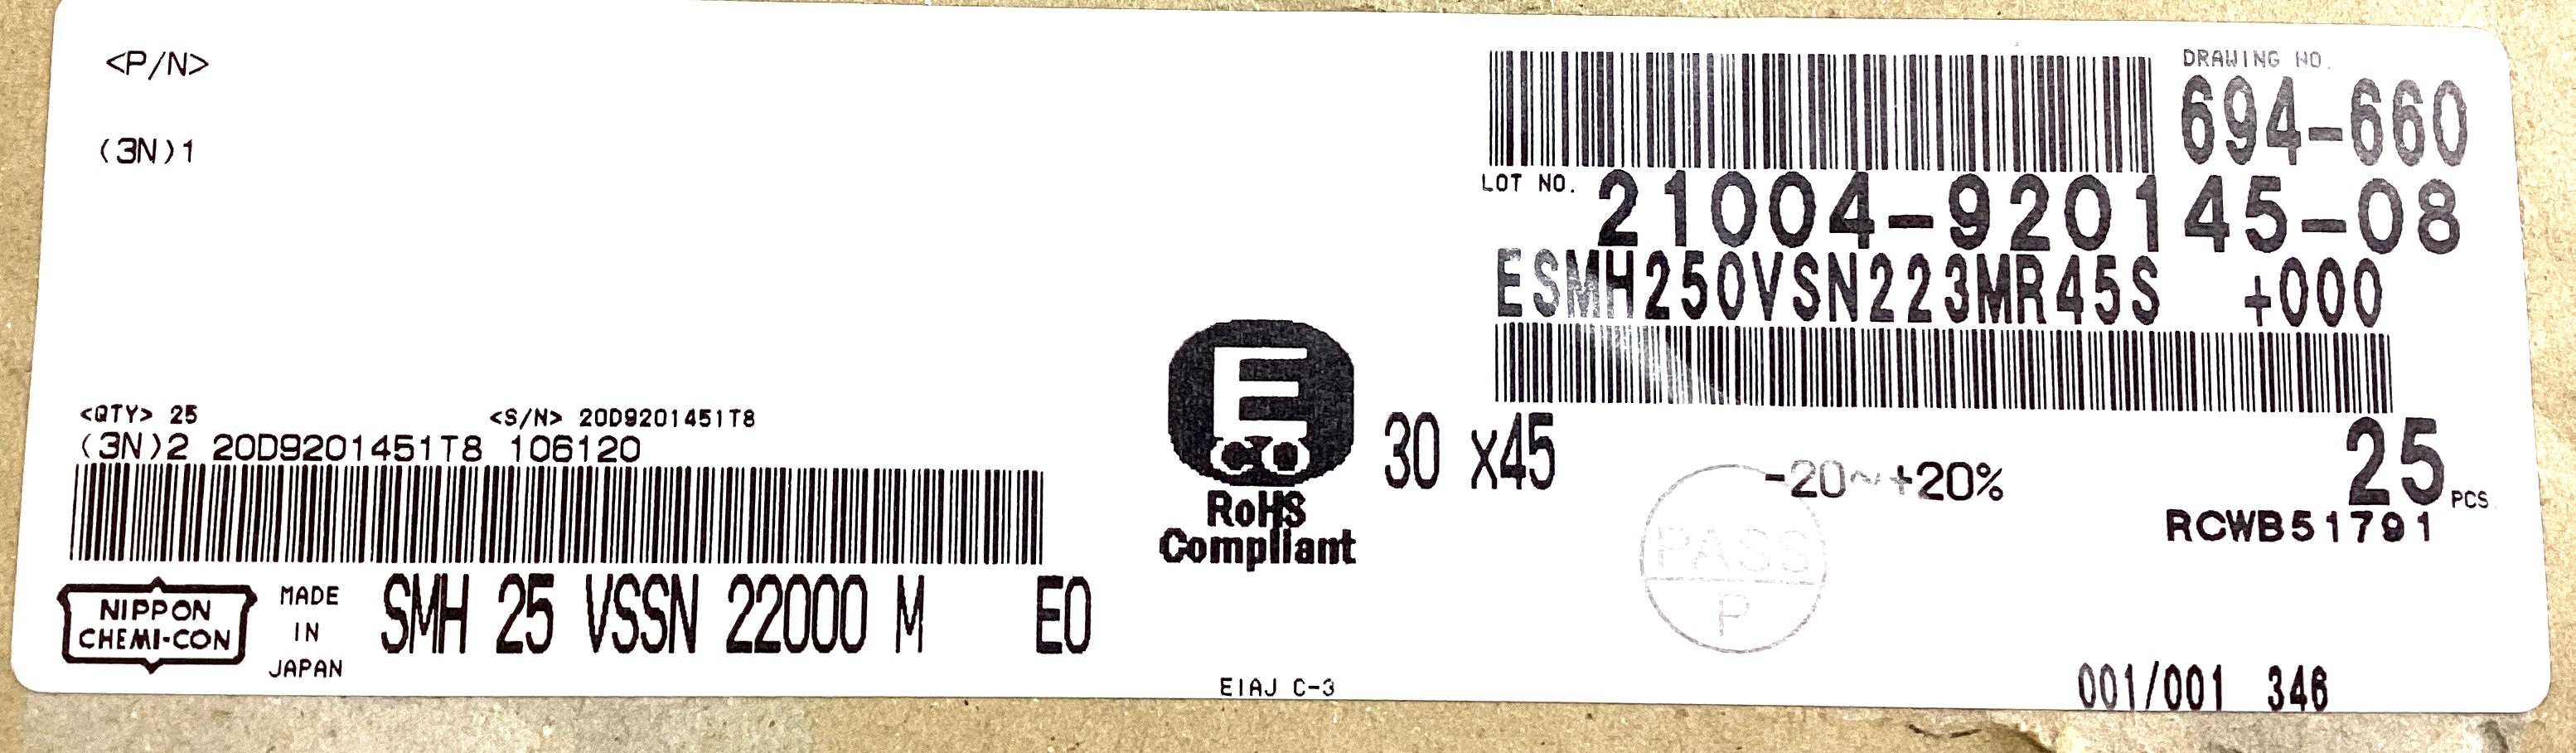 <P/N>
(3N)1
DRAWING NO.
694-660
LOT NO. 21004-920145-08
ESMH250VSN223MR45S +000
<QTY> 25 <S/N> 20D9201451T8
(3N)2 20D9201451T8 106120
E
RoHS
Compliant
30 x45
-20~+20%
25 PCS.
RCWB51791
PASS
P
NIPPON
CHEMI-CON
MADE
IN
JAPAN
SMH 25 VSSN 22000 M E0
EIAJ C-3
001/001 346